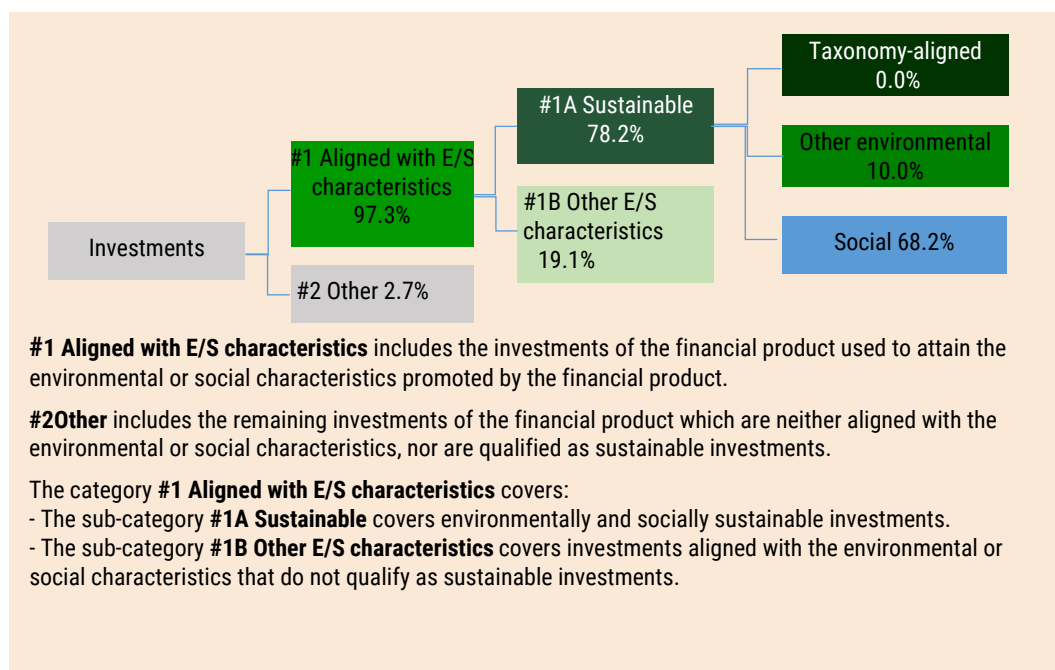 Investments
#1 Aligned with E/S
characteristics
97.3%
#2 Other 2.7%
#1A Sustainable
78.2%
#1B Other E/S
characteristics
19.1%
Taxonomy-aligned
0.0%
Other environmental
10.0%
Social 68.2%
#1 Aligned with E/S characteristics includes the investments of the financial product used to attain the
environmental or social characteristics promoted by the financial product.
#2Other includes the remaining investments of the financial product which are neither aligned with the
environmental or social characteristics, nor are qualified as sustainable investments.
The category #1 Aligned with E/S characteristics covers:
- The sub-category #1A Sustainable covers environmentally and socially sustainable investments.
- The sub-category #1B Other E/S characteristics covers investments aligned with the environmental or
social characteristics that do not qualify as sustainable investments.